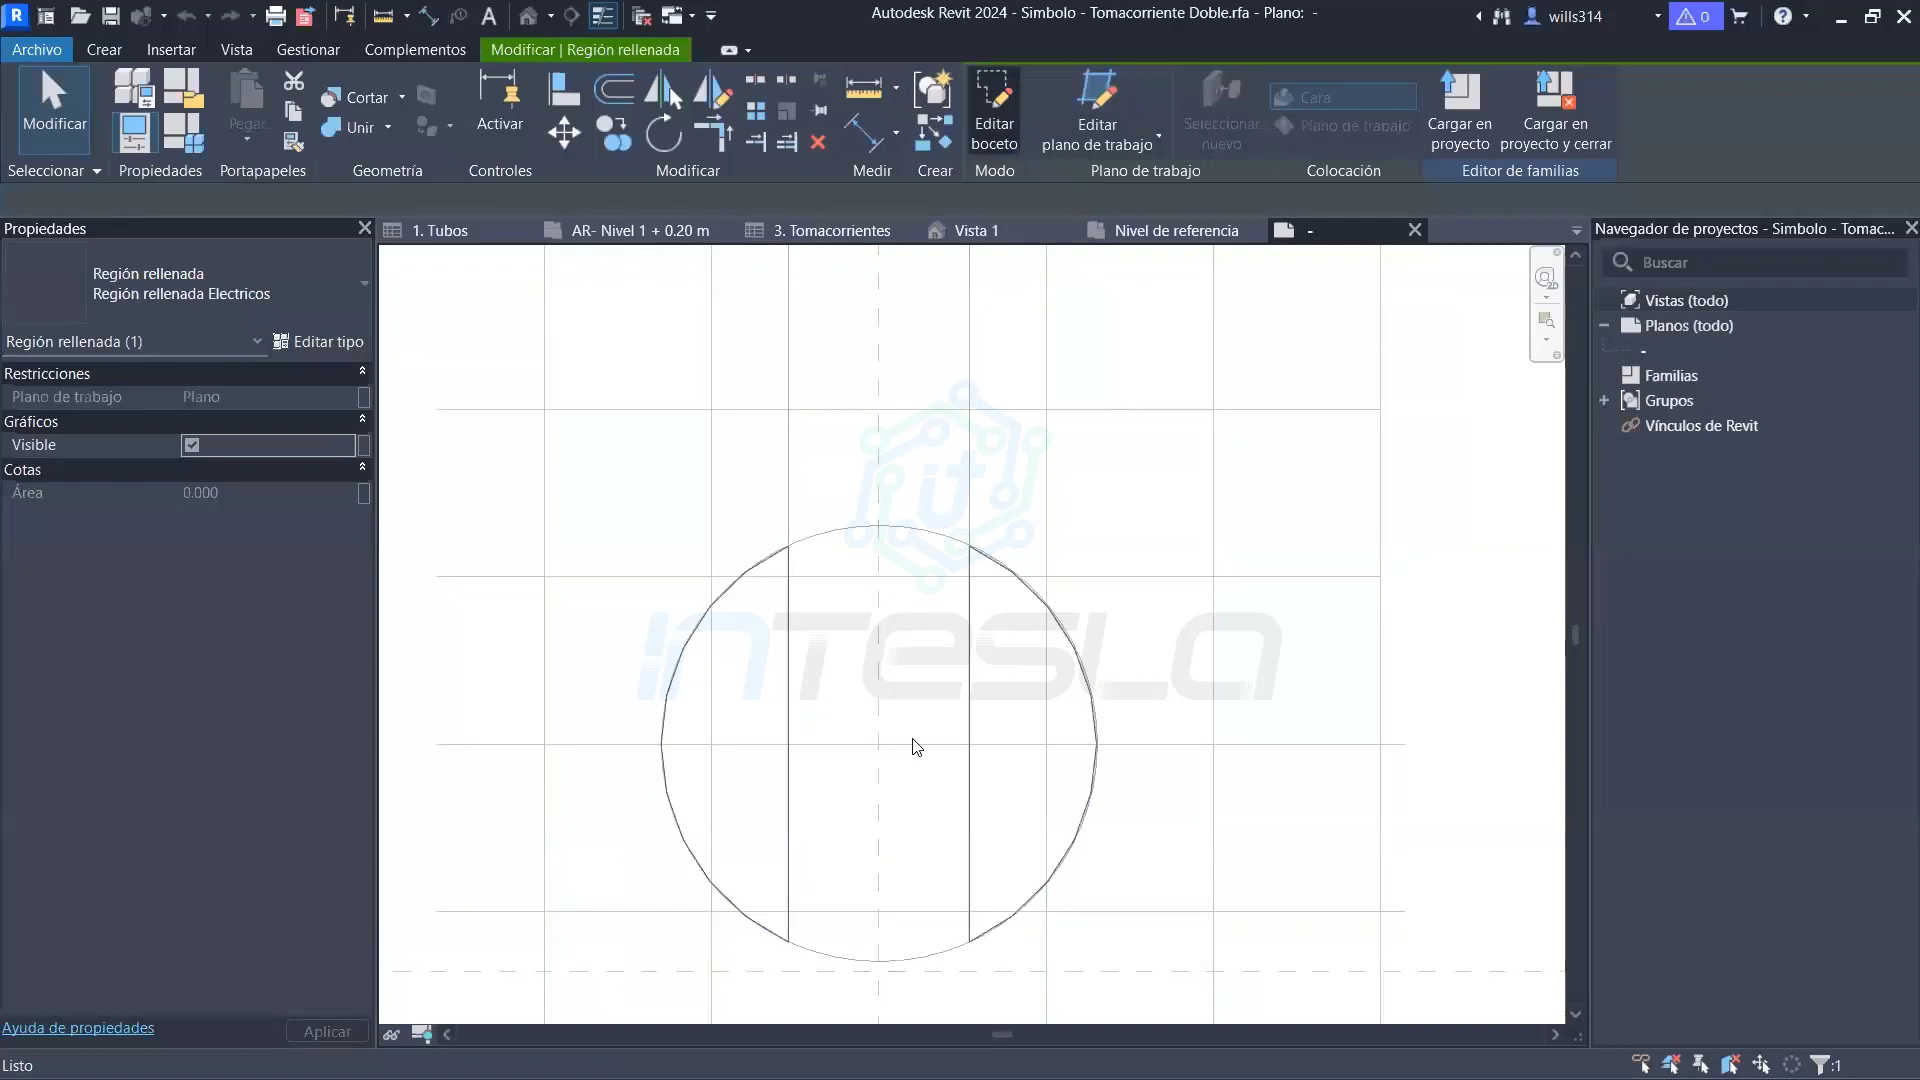 Autodesk Revit 2024 - Simbolo - Tomacorriente Doble.rfa - Plano: -
wills314
0
Archivo Crear Insertar Vista Gestionar Complementos Modificar | Región rellenada
Modificar
Pegar
Cortar
Unir
Activar
Editar boceto
Editar plano de trabajo
Seleccionar nuevo
Cara
Plano de trabajo
Cargar en proyecto
Cargar en proyecto y cerrar
Seleccionar Propiedades Portapapeles Geometría Controles Modificar Medir Crear Modo Plano de trabajo Colocación Editor de familias
Propiedades
Región rellenada
Región rellenada Electricos
Región rellenada (1)
Editar tipo
Restricciones
Plano de trabajo Plano
Gráficos
Visible
Cotas
Área 0.000
Ayuda de propiedades
Aplicar
1. Tubos
AR- Nivel 1 + 0.20 m
3. Tomacorrientes
Vista 1
Nivel de referencia
-
it
inTESLA
2D
Navegador de proyectos - Simbolo - Tomac...
Buscar
Vistas (todo)
Planos (todo)
-
Familias
Grupos
Vínculos de Revit
Listo
:1